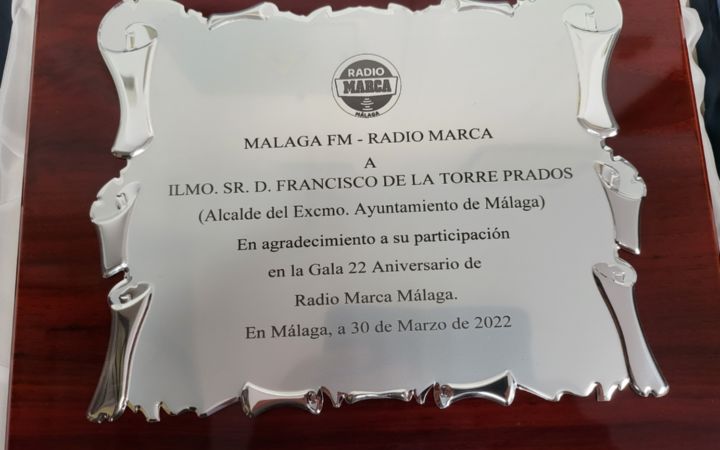 RADIO
MARCA
MÁLAGA
MALAGA FM - RADIO MARCA
A
ILMO. SR. D. FRANCISCO DE LA TORRE PRADOS
(Alcalde del Excmo. Ayuntamiento de Málaga)
En agradecimiento a su participación
en la Gala 22 Aniversario de
Radio Marca Málaga.
En Málaga, a 30 de Marzo de 2022